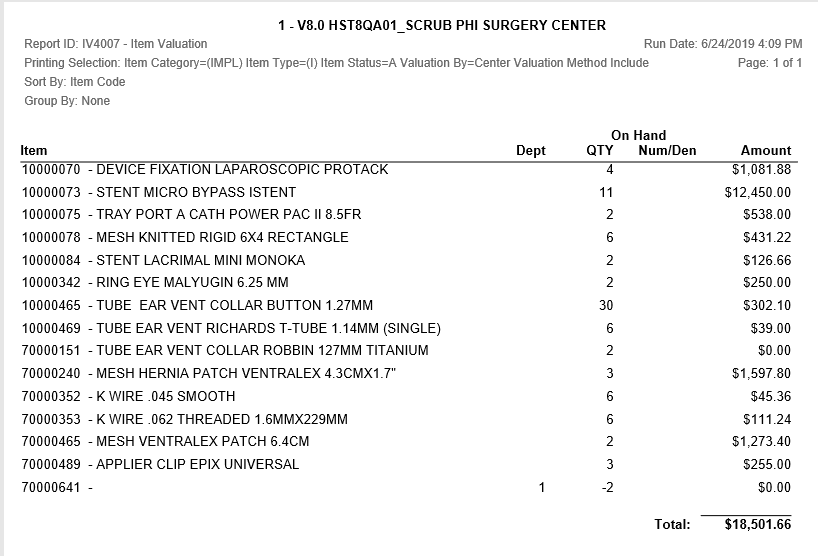 1 - V8.0 HST8QA01_SCRUB PHI SURGERY CENTER
Report ID: IV4007 - Item Valuation Run Date: 6/24/2019 4:09 PM
Printing Selection: Item Category=(IMPL) Item Type=(I) Item Status=A Valuation By=Center Valuation Method Include Page: 1 of 1
Sort By: Item Code
Group By: None
On Hand
Item Dept QTY Num/Den Amount
10000070 - DEVICE FIXATION LAPAROSCOPIC PROTACK 4 $1,081.88
10000073 - STENT MICRO BYPASS ISTENT 11 $12,450.00
10000075 - TRAY PORT A CATH POWER PAC II 8.5FR 2 $538.00
10000078 - MESH KNITTED RIGID 6X4 RECTANGLE 6 $431.22
10000084 - STENT LACRIMAL MINI MONOKA 2 $126.66
10000342 - RING EYE MALYUGIN 6.25 MM 2 $250.00
10000465 - TUBE  EAR VENT COLLAR BUTTON 1.27MM 30 $302.10
10000469 - TUBE EAR VENT RICHARDS T-TUBE 1.14MM (SINGLE) 6 $39.00
70000151 - TUBE EAR VENT COLLAR ROBBIN 127MM TITANIUM 2 $0.00
70000240 - MESH HERNIA PATCH VENTRALEX 4.3CMX1.7" 3 $1,597.80
70000352 - K WIRE .045 SMOOTH 6 $45.36
70000353 - K WIRE .062 THREADED 1.6MMX229MM 6 $111.24
70000465 - MESH VENTRALEX PATCH 6.4CM 2 $1,273.40
70000489 - APPLIER CLIP EPIX UNIVERSAL 3 $255.00
70000641 - 1 -2 $0.00
Total: $18,501.66